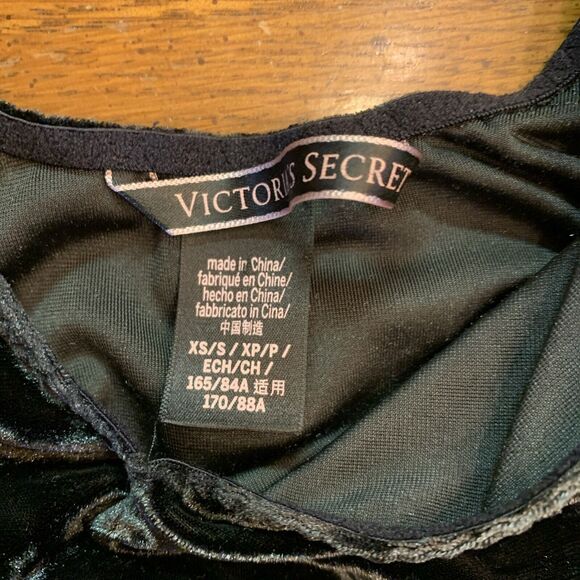 VICTORIA'S SECRET
made in China/
fabriqué en Chine/
hecho en China/
fabbricato in Cina/
中国制造
XS/S / XP/P /
ECH/CH /
165/84A 适用
170/88A